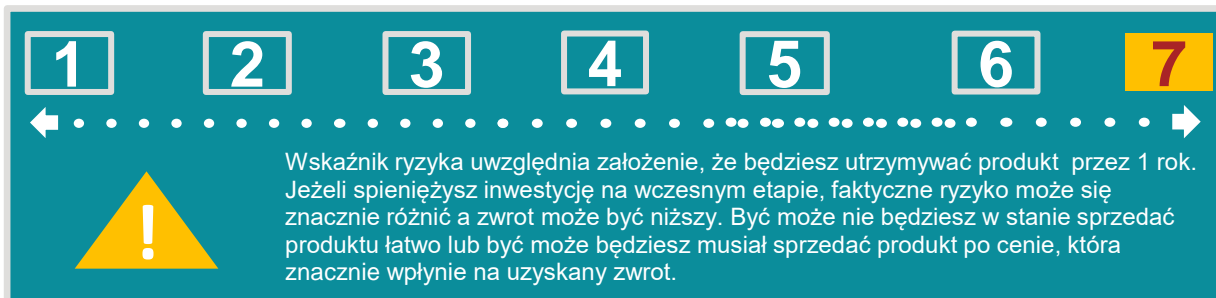 1 2 3 4 5 6 7
!
Wskaźnik ryzyka uwzględnia założenie, że będziesz utrzymywać produkt przez 1 rok.
Jeżeli spieniężysz inwestycję na wczesnym etapie, faktyczne ryzyko może się
znacznie różnić a zwrot może być niższy. Być może nie będziesz w stanie sprzedać
produktu łatwo lub być może będziesz musiał sprzedać produkt po cenie, która
znacznie wpłynie na uzyskany zwrot.